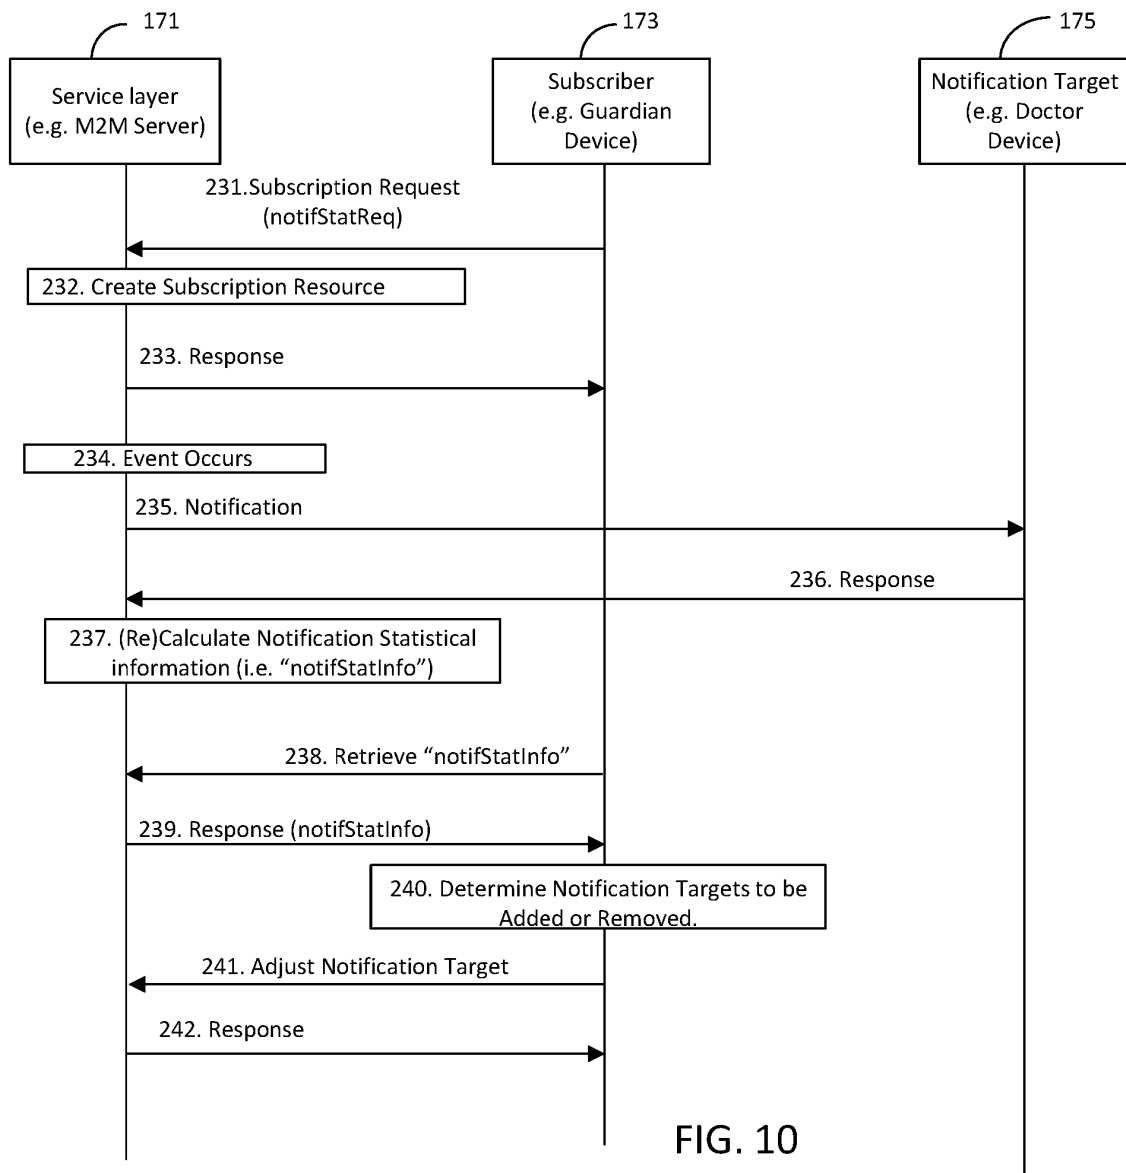 171
173
175
Service layer
(e.g. M2M Server)
Subscriber
(e.g. Guardian
Device)
Notification Target
(e.g. Doctor
Device)
231.Subscription Request
(notifStatReq)
232. Create Subscription Resource
233. Response
234. Event Occurs
235. Notification
236. Response
237. (Re)Calculate Notification Statistical
information (i.e. “notifStatInfo”)
238. Retrieve “notifStatInfo”
239. Response (notifStatInfo)
240. Determine Notification Targets to be
Added or Removed.
241. Adjust Notification Target
242. Response
FIG. 10